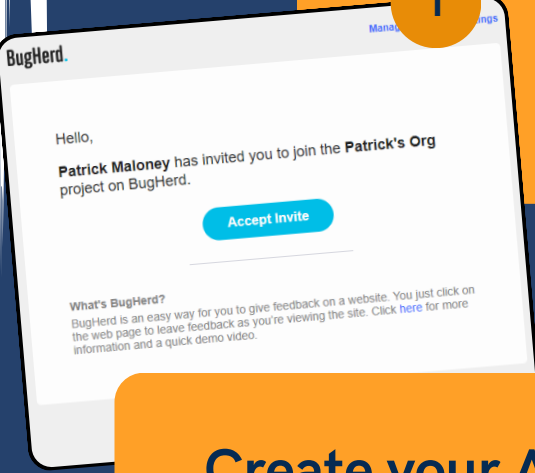 1
BugHerd.
Hello,
Patrick Maloney has invited you to join the Patrick's Org
project on BugHerd.
Accept Invite
What's BugHerd?
BugHerd is an easy way for you to give feedback on a website. You just click on
the web page to leave feedback as you're viewing the site. Click here for more
information and a quick demo video.
Create your